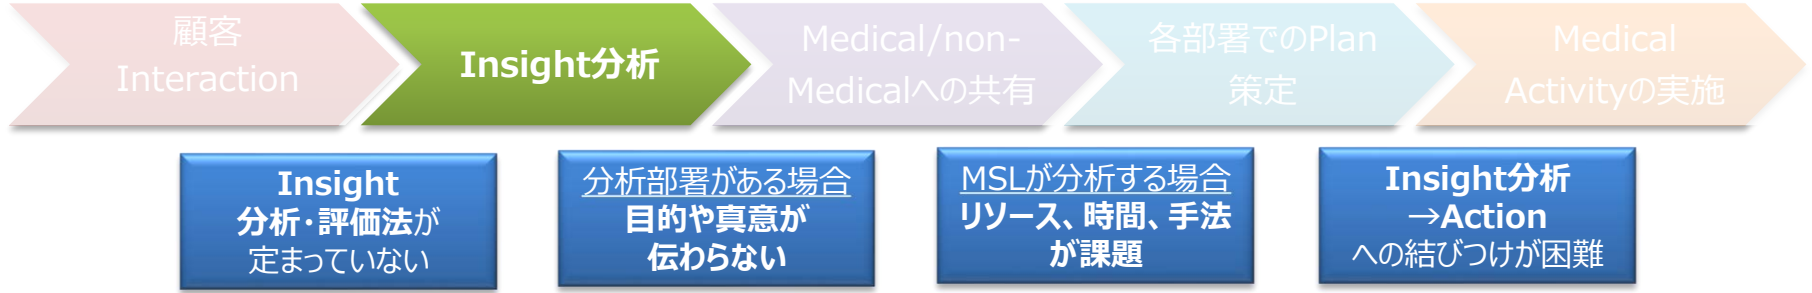 顧客
Interaction
Insight分析
Medical/non-
Medicalへの共有
各部署でのPlan
策定
Medical
Activityの実施
Insight
分析・評価法が
定まっていない
分析部署がある場合
目的や真意が
伝わらない
MSLが分析する場合
リソース、時間、手法
が課題
Insight分析
→Action
への結びつけが困難